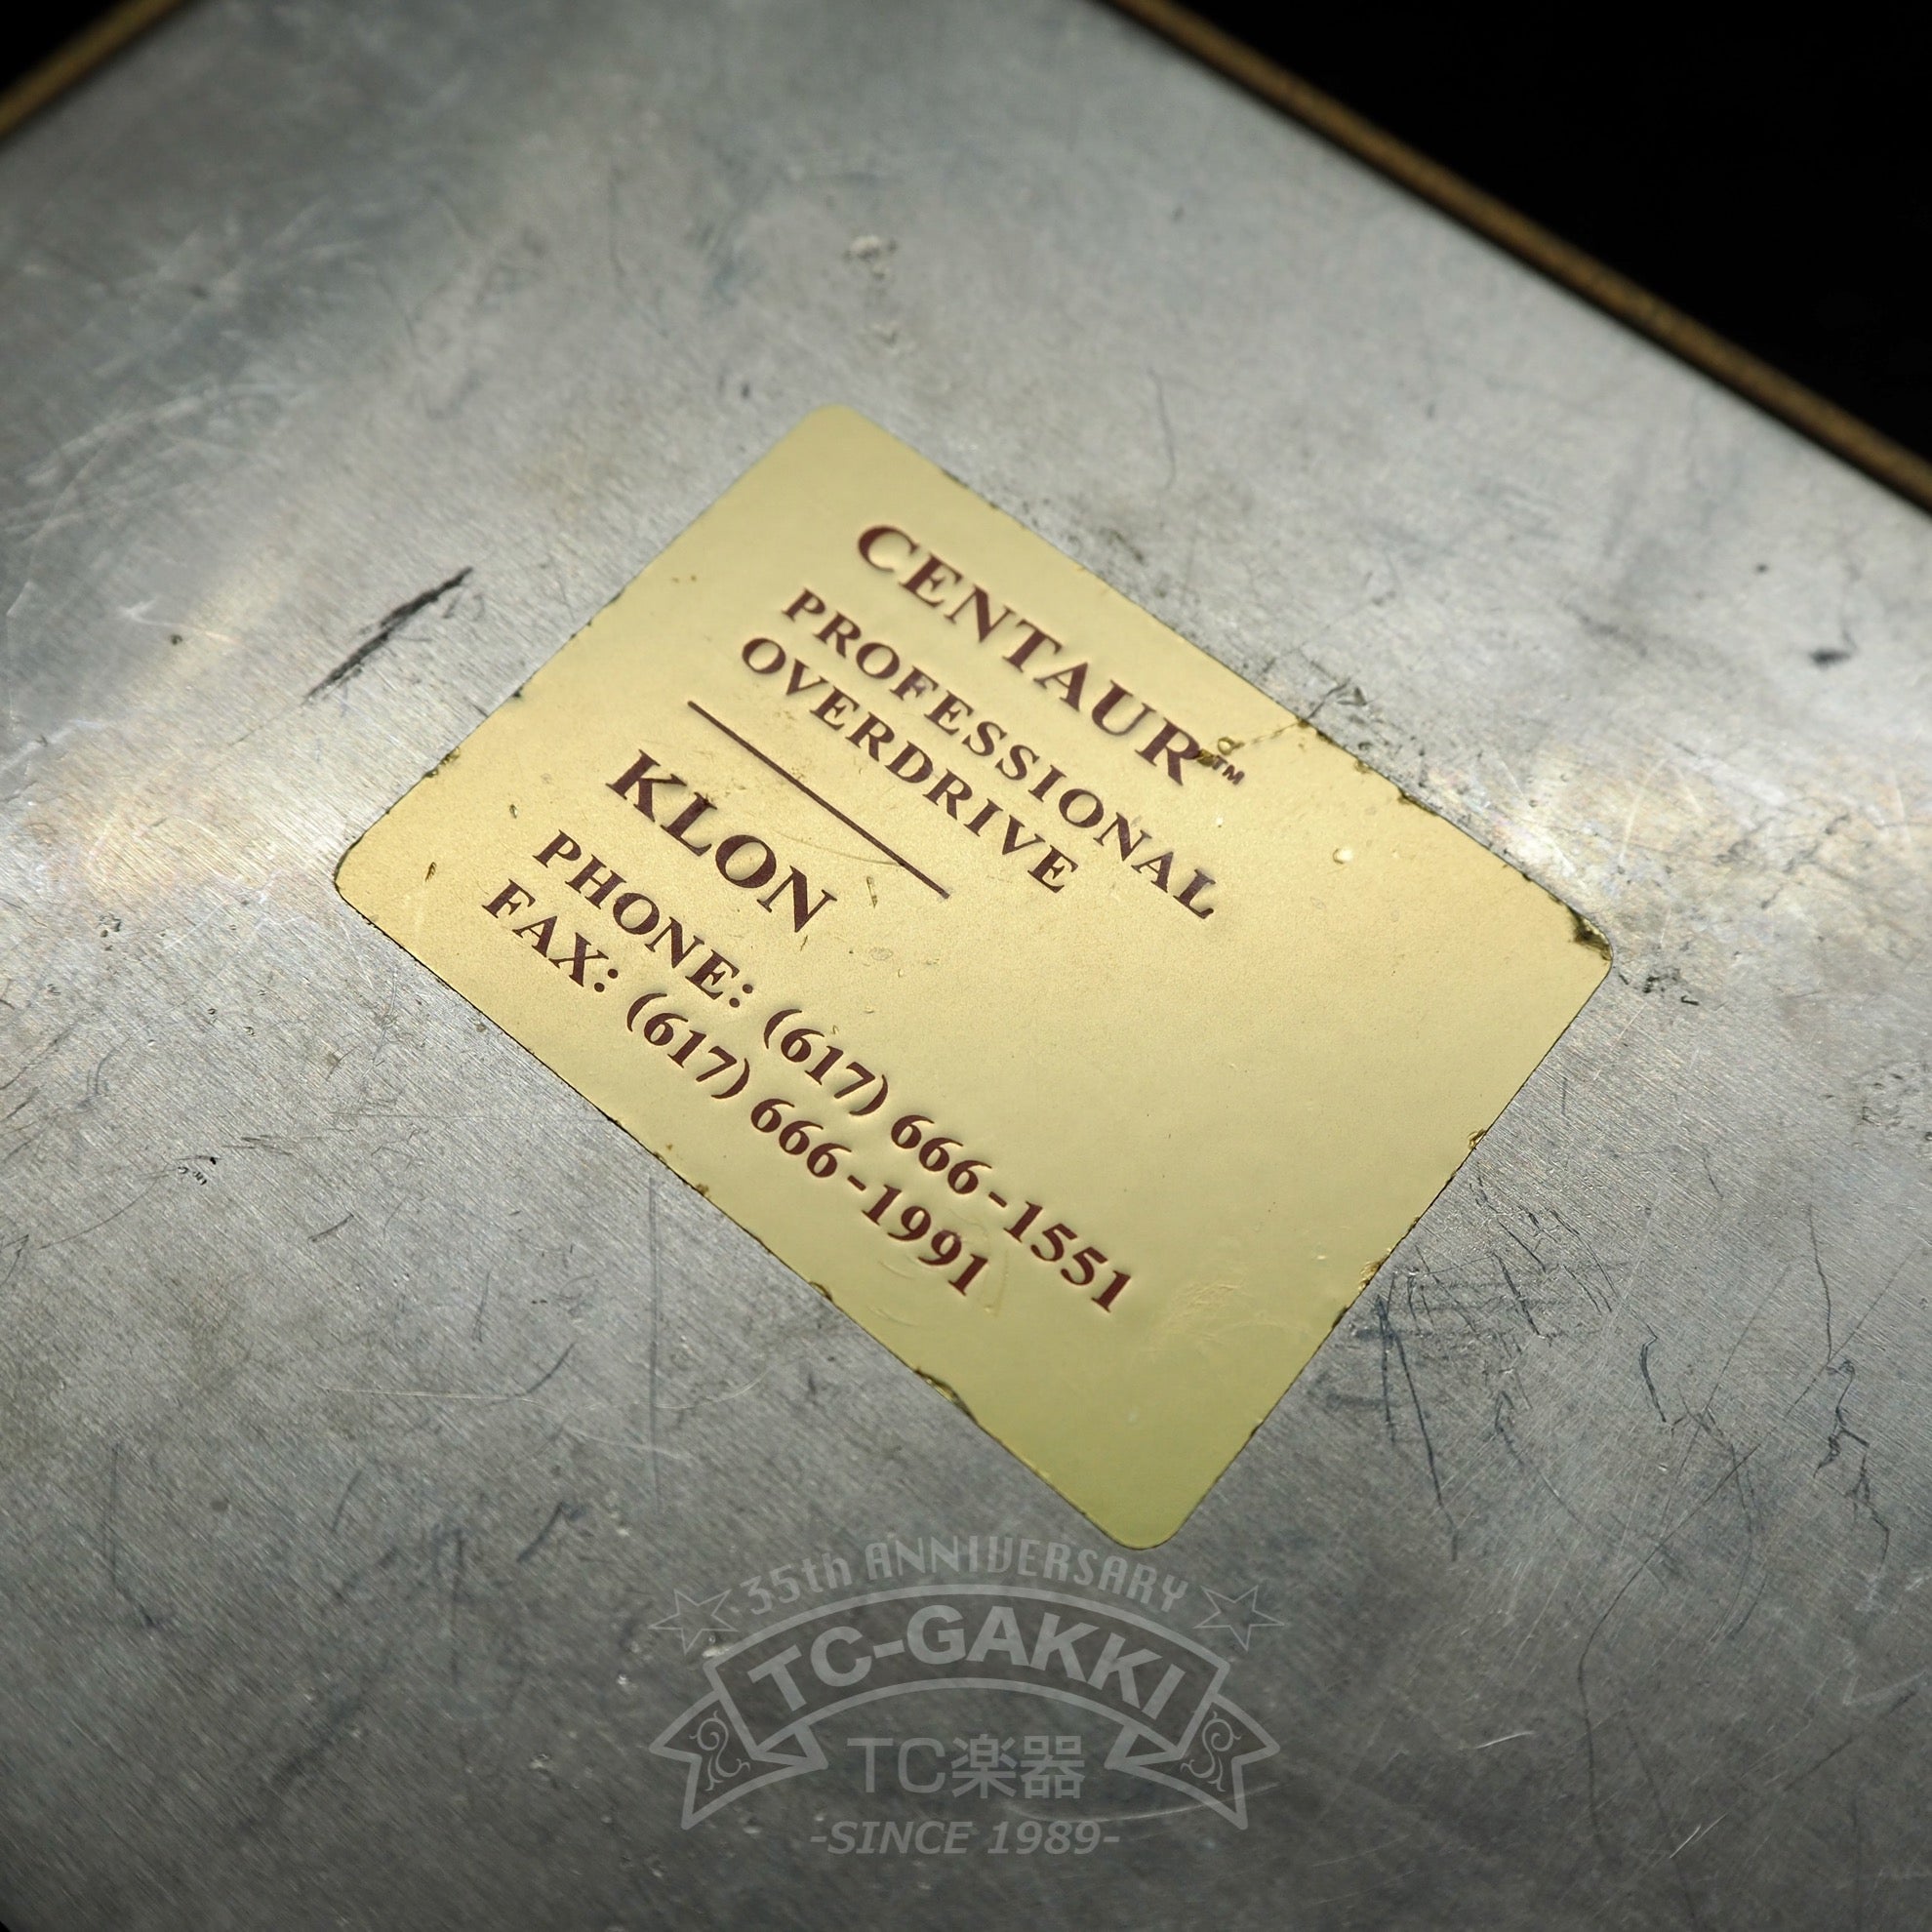 CENTAUR™
PROFESSIONAL
OVERDRIVE
KLON
PHONE: (617) 666-1551
FAX: (617) 666-1991
35th ANNIVERSARY
TC-GAKKI
TC楽器
-SINCE 1989-